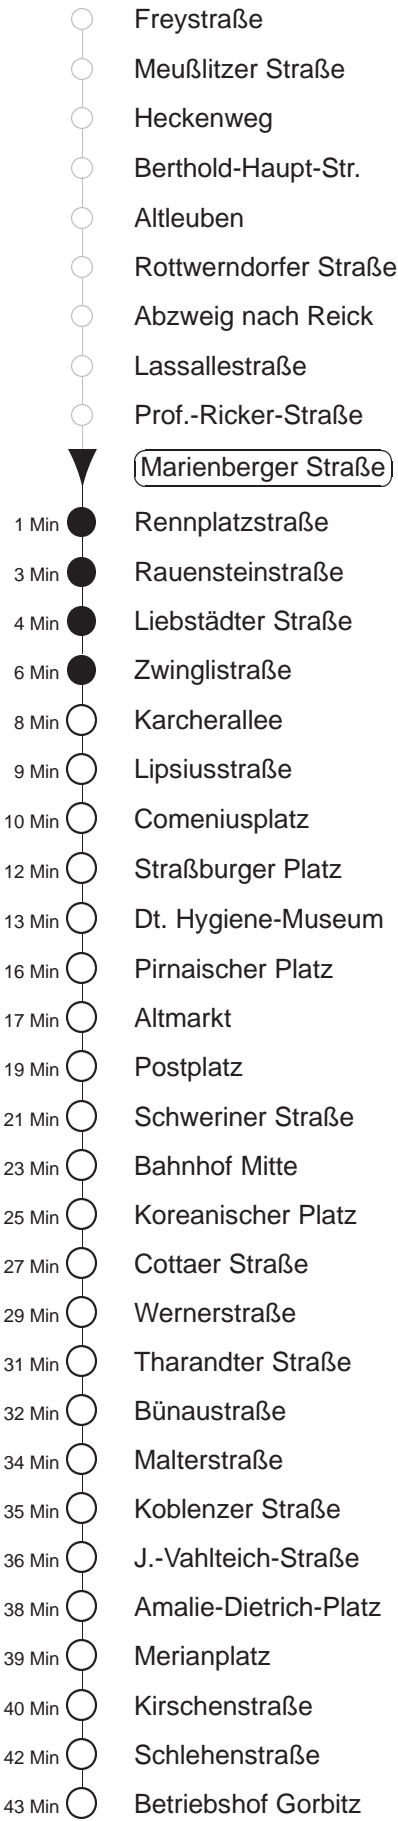 Freystraße
Meußlitzer Straße
Heckenweg
Berthold-Haupt-Str.
Altleuben
Rottwerndorfer Straße
Abzweig nach Reick
Lassallestraße
Prof.-Ricker-Straße
Marienberger Straße
1 Min Rennplatzstraße
3 Min Rauensteinstraße
4 Min Liebstädter Straße
6 Min Zwinglistraße
8 Min Karcherallee
9 Min Lipsiusstraße
10 Min Comeniusplatz
12 Min Straßburger Platz
13 Min Dt. Hygiene-Museum
16 Min Pirnaischer Platz
17 Min Altmarkt
19 Min Postplatz
21 Min Schweriner Straße
23 Min Bahnhof Mitte
25 Min Koreanischer Platz
27 Min Cottaer Straße
29 Min Wernerstraße
31 Min Tharandter Straße
32 Min Bünaustraße
34 Min Malterstraße
35 Min Koblenzer Straße
36 Min J.-Vahlteich-Straße
38 Min Amalie-Dietrich-Platz
39 Min Merianplatz
40 Min Kirschenstraße
42 Min Schlehenstraße
43 Min Betriebshof Gorbitz